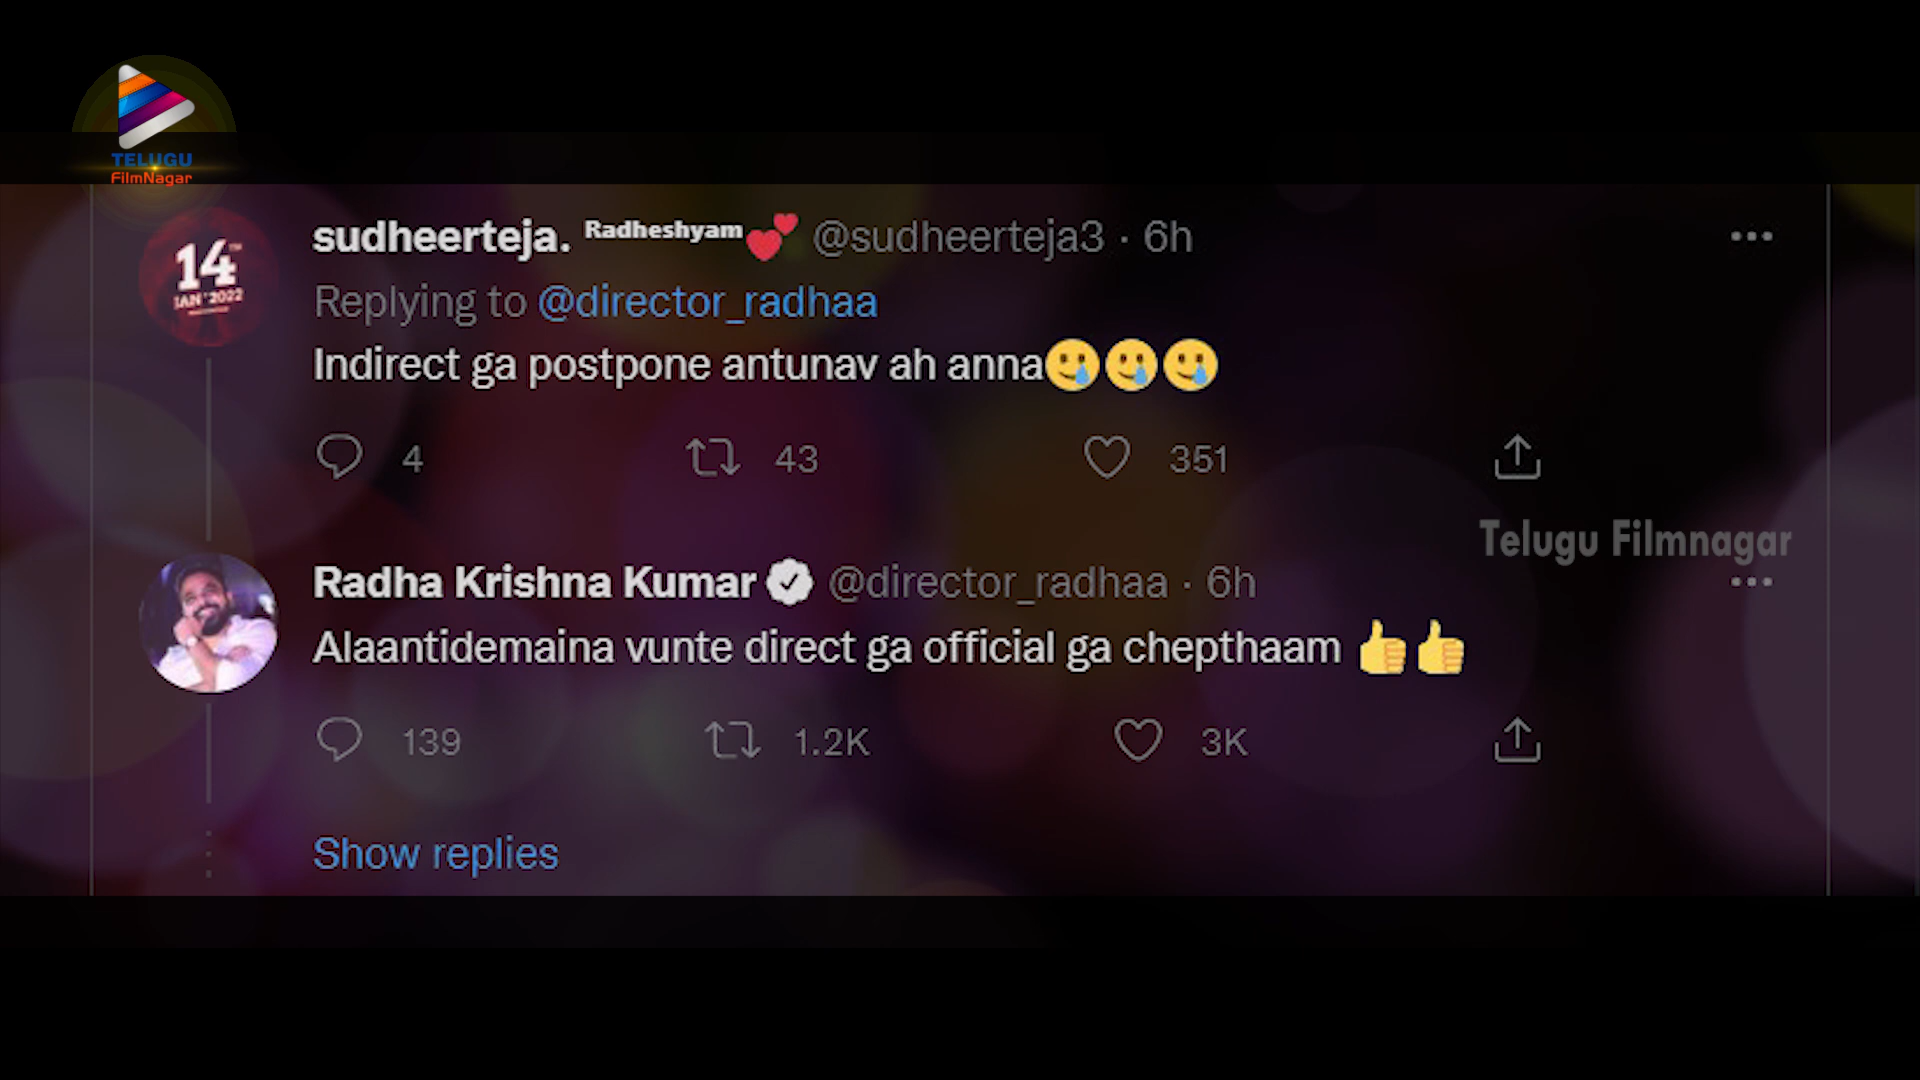 TELUGU
FilmNagar
sudheerteja. Radheshyam💕 @sudheerteja3 · 6h
14TH
JAN 2022
Replying to @director_radhaa
Indirect ga postpone antunav ah anna🥲🥲🥲
4 43 351
Telugu Filmnagar
Radha Krishna Kumar @director_radhaa · 6h
Alaantidemaina vunte direct ga official ga chepthaam 👍👍
139 1.2K 3K
Show replies